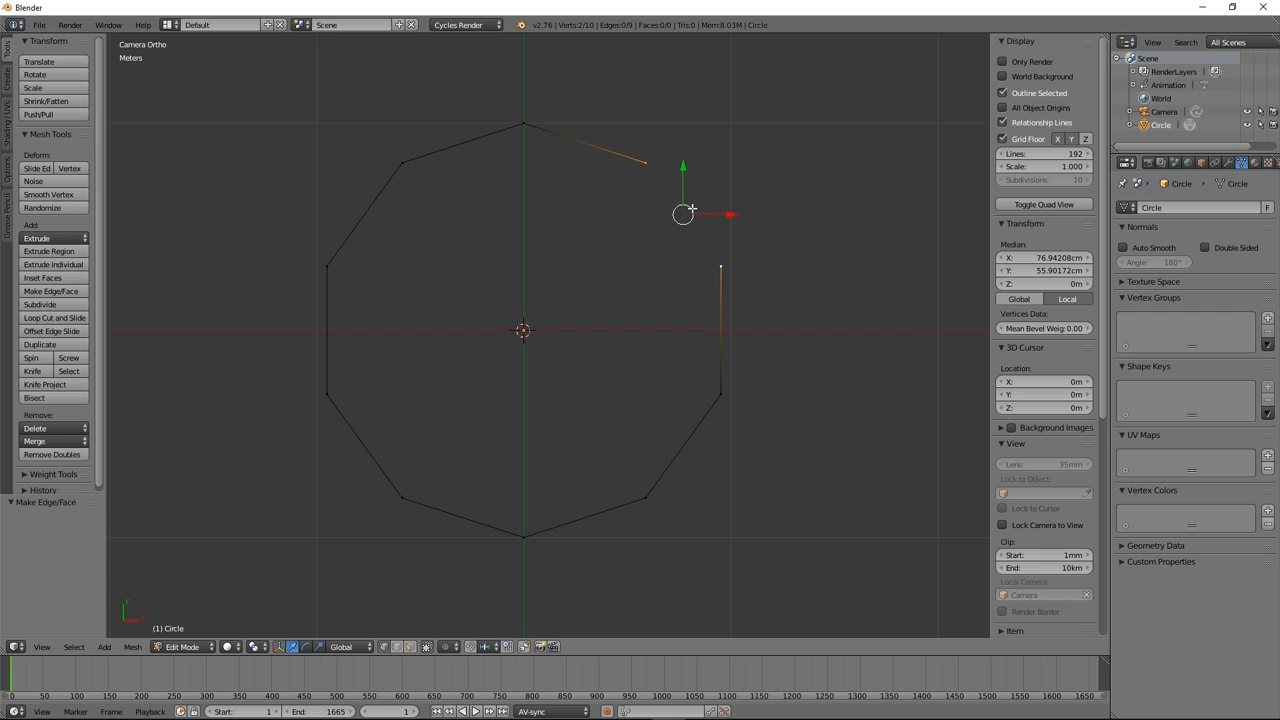 Blender
File Render Window Help Default Scene Cycles Render v2.76 | Verts:2/10 | Edges:0/9 | Faces:0/0 | Tris:0 | Mem:8.03M | Circle
Tools
Create
Shading / UVs
Options
Grease Pencil
Transform
Translate
Rotate
Scale
Shrink/Fatten
Push/Pull
Mesh Tools
Deform:
Slide Ed Vertex
Noise
Smooth Vertex
Randomize
Add:
Extrude
Extrude Region
Extrude Individual
Inset Faces
Make Edge/Face
Subdivide
Loop Cut and Slide
Offset Edge Slide
Duplicate
Spin Screw
Knife Select
Knife Project
Bisect
Remove:
Delete
Merge
Remove Doubles
Weight Tools
History
Make Edge/Face
Camera Ortho
Meters
(1) Circle
Display
Only Render
World Background
Outline Selected
All Object Origins
Relationship Lines
Grid Floor X Y Z
Lines: 192
Scale: 1.000
Subdivisions: 10
Toggle Quad View
Transform
Median:
X: 76.94208cm
Y: 55.90172cm
Z: 0m
Global Local
Vertices Data:
Mean Bevel Weig: 0.00
3D Cursor
Location:
X: 0m
Y: 0m
Z: 0m
Background Images
View
Lens: 35mm
Lock to Object:
Lock to Cursor
Lock Camera to View
Clip:
Start: 1mm
End: 10km
Local Camera:
Camera
Render Border
Item
View Search All Scenes
Scene
RenderLayers
Animation
World
Camera
Circle
Circle Circle
Circle F
Normals
Auto Smooth Double Sided
Angle: 180°
Texture Space
Vertex Groups
Shape Keys
UV Maps
Vertex Colors
Geometry Data
Custom Properties
View Select Add Mesh Edit Mode Global
0 50 100 150 200 250 300 350 400 450 500 550 600 650 700 750 800 850 900 950 1000 1050 1100 1150 1200 1250 1300 1350 1400 1450 1500 1550 1600 1650
View Marker Frame Playback Start: 1 End: 1665 1 AV-sync